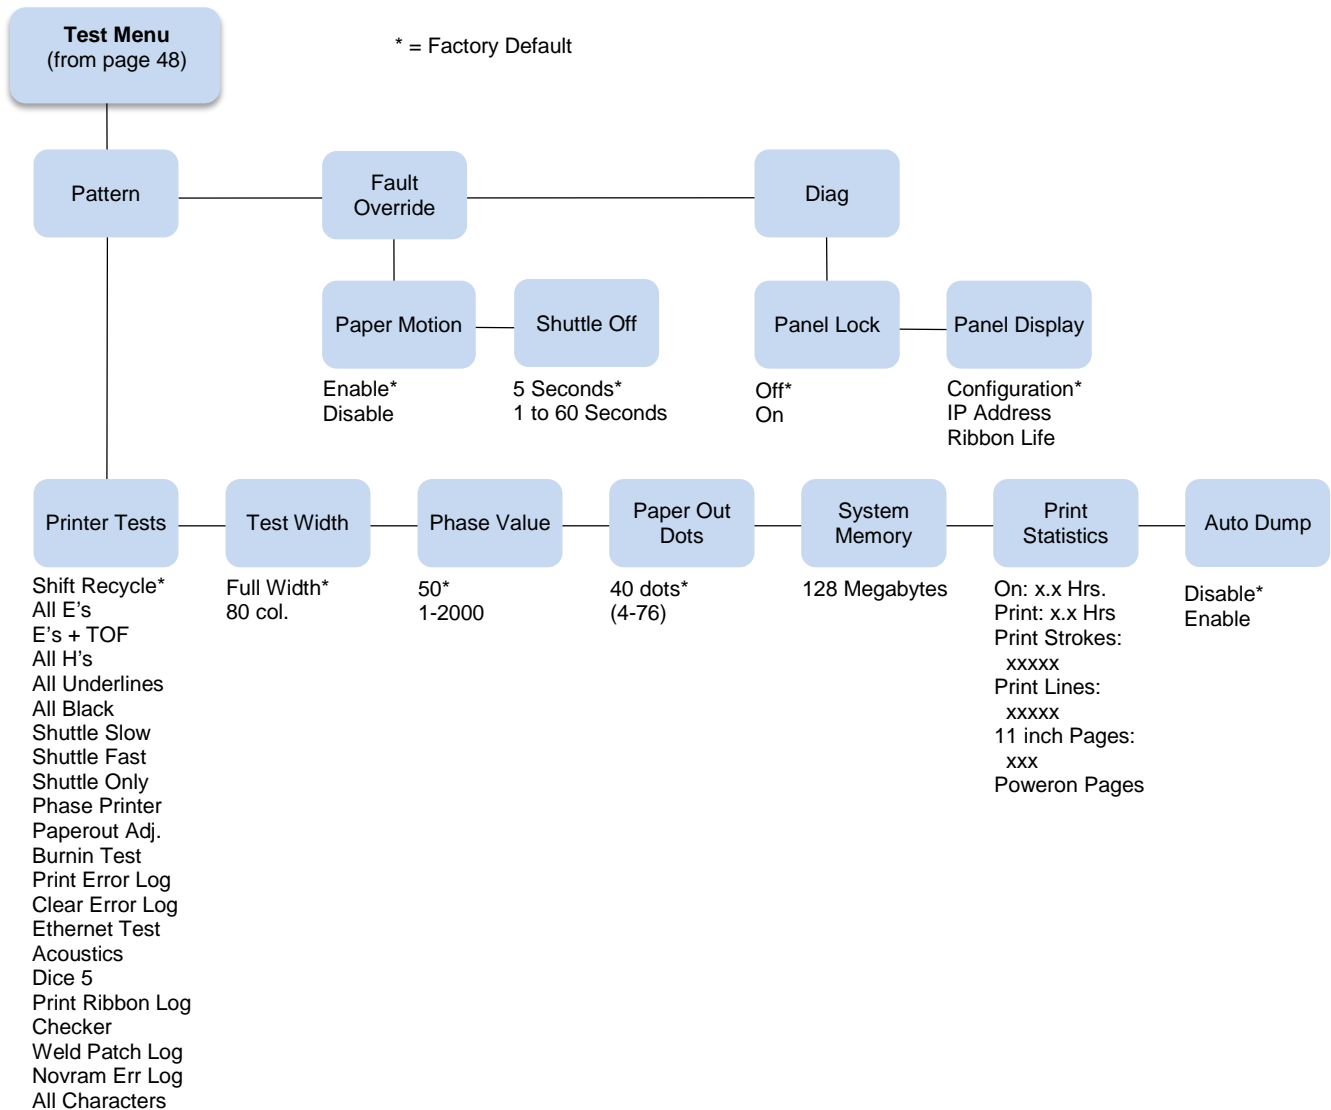 Test Menu
(from page 48)
* = Factory Default
Pattern
Fault
Override
Diag
Paper Motion
Shuttle Off
Panel Lock
Panel Display
Enable*
Disable
5 Seconds*
1 to 60 Seconds
Off*
On
Configuration*
IP Address
Ribbon Life
Printer Tests
Test Width
Phase Value
Paper Out
Dots
System
Memory
Print
Statistics
Auto Dump
Shift Recycle*
All E's
E's + TOF
All H's
All Underlines
All Black
Shuttle Slow
Shuttle Fast
Shuttle Only
Phase Printer
Paperout Adj.
Burnin Test
Print Error Log
Clear Error Log
Ethernet Test
Acoustics
Dice 5
Print Ribbon Log
Checker
Weld Patch Log
Novram Err Log
All Characters
Full Width*
80 col.
50*
1-2000
40 dots*
(4-76)
128 Megabytes
On: x.x Hrs.
Print: x.x Hrs
Print Strokes:
xxxxx
Print Lines:
xxxxx
11 inch Pages:
xxx
Poweron Pages
Disable*
Enable